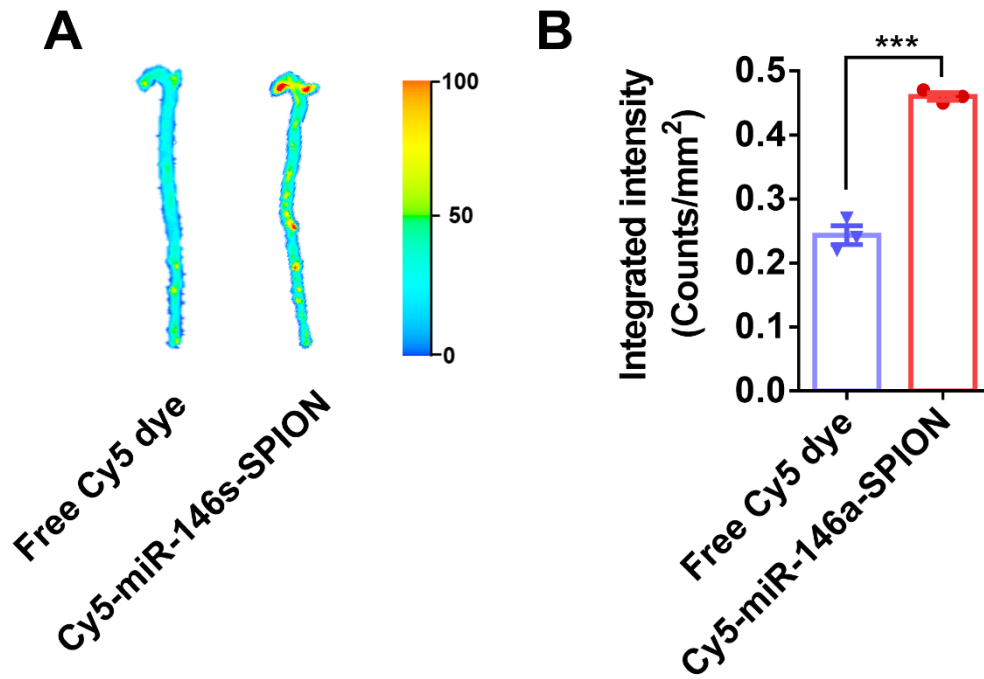 A
100
50
0
Free Cy5 dye
Cy5-miR-146s-SPION
B
***
Integrated intensity
(Counts/mm²)
0.5
0.4
0.3
0.2
0.1
0.0
Free Cy5 dye
Cy5-miR-146a-SPION